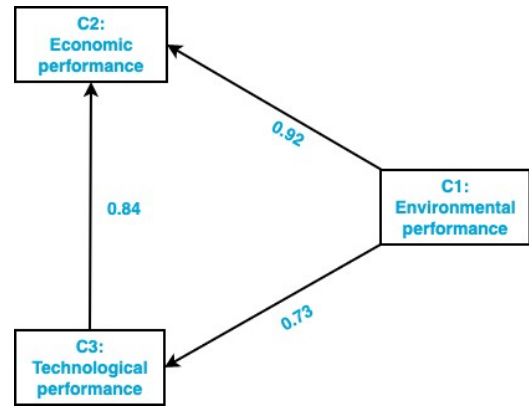 C2:
Economic
performance
0.92
C1:
Environmental
performance
0.84
0.73
C3:
Technological
performance